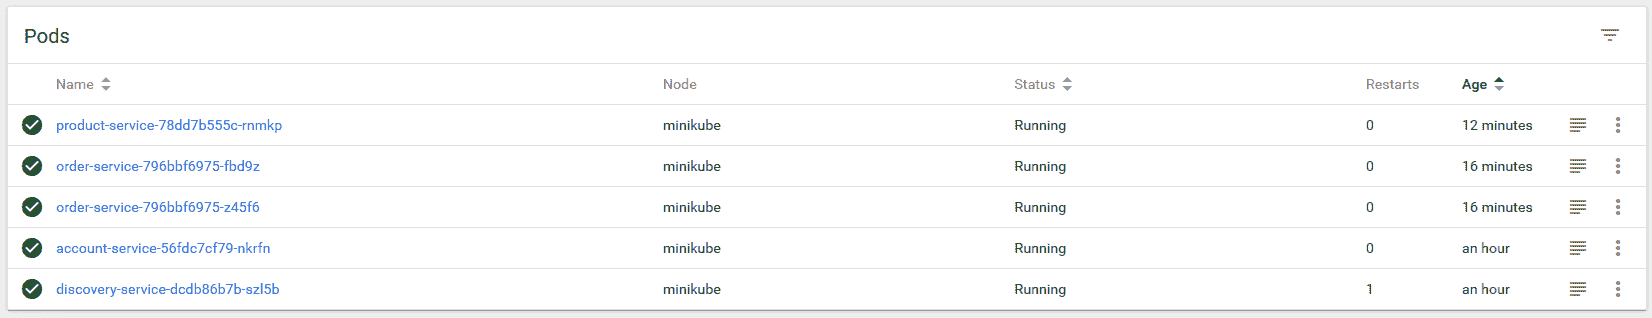 Pods
Name Node Status Restarts Age
product-service-78dd7b555c-rnmkp minikube Running 0 12 minutes
order-service-796bbf6975-fbd9z minikube Running 0 16 minutes
order-service-796bbf6975-z45f6 minikube Running 0 16 minutes
account-service-56fdc7cf79-nkrfn minikube Running 0 an hour
discovery-service-dcdb86b7b-szl5b minikube Running 1 an hour